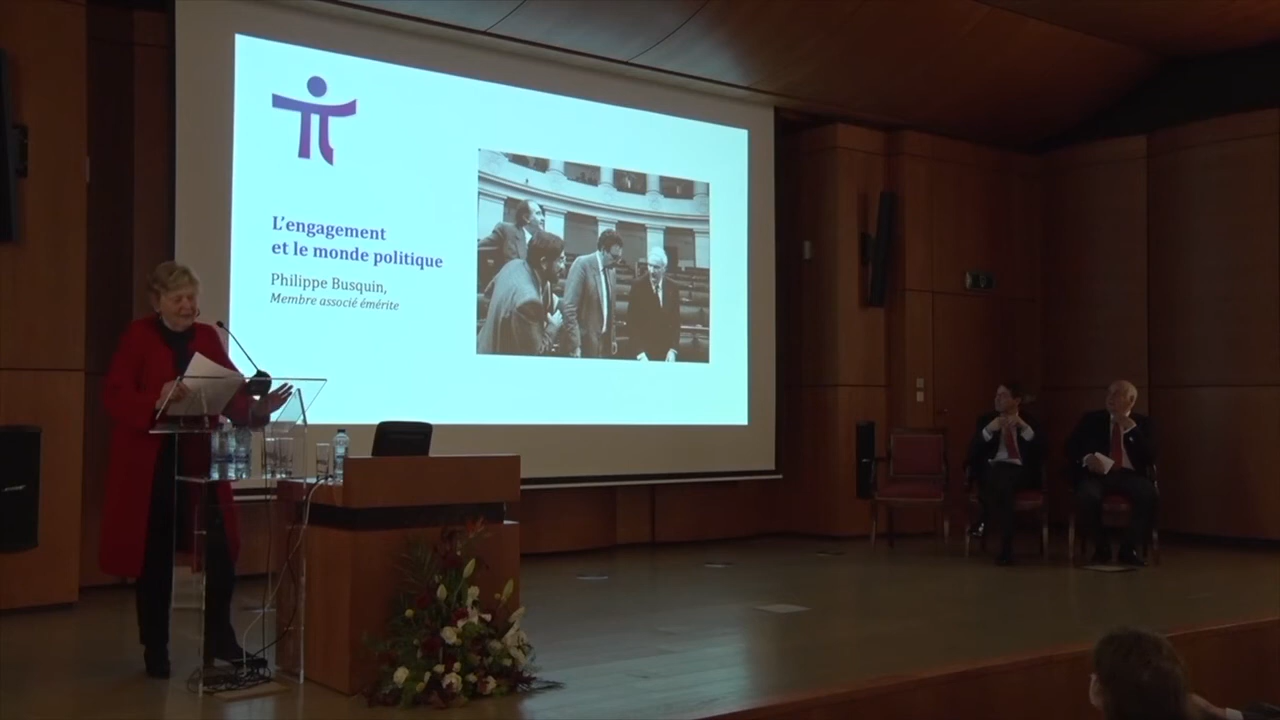 L'engagement
et le monde politique
Philippe Busquin,
Membre associé émérite